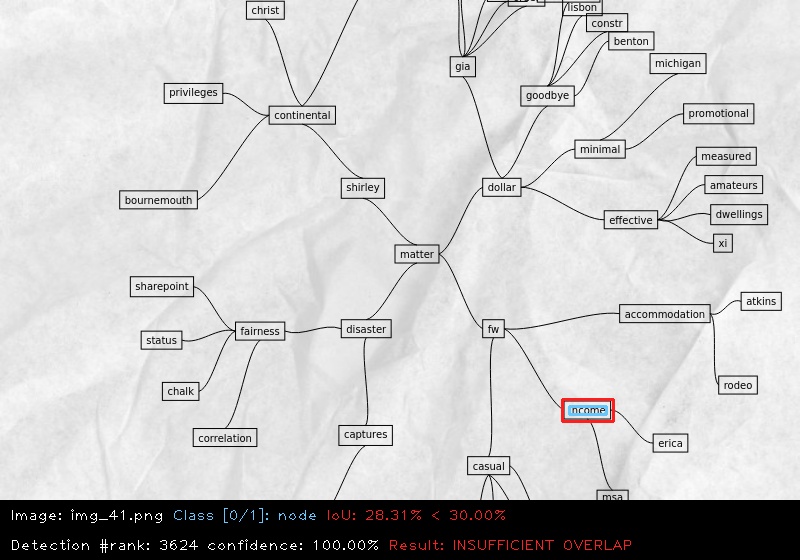 christ
lisbon
constr
benton
gia
michigan
privileges
goodbye
continental
promotional
minimal
measured
shirley
dollar
amateurs
bournemouth
dwellings
effective
xi
matter
sharepoint
atkins
accommodation
fairness
disaster
fw
status
rodeo
chalk
ncome
captures
correlation
erica
casual
msa
Image: img_41.png Class [0/1]: node IoU: 28.31% < 30.00%
Detection #rank: 3624 confidence: 100.00% Result: INSUFFICIENT OVERLAP